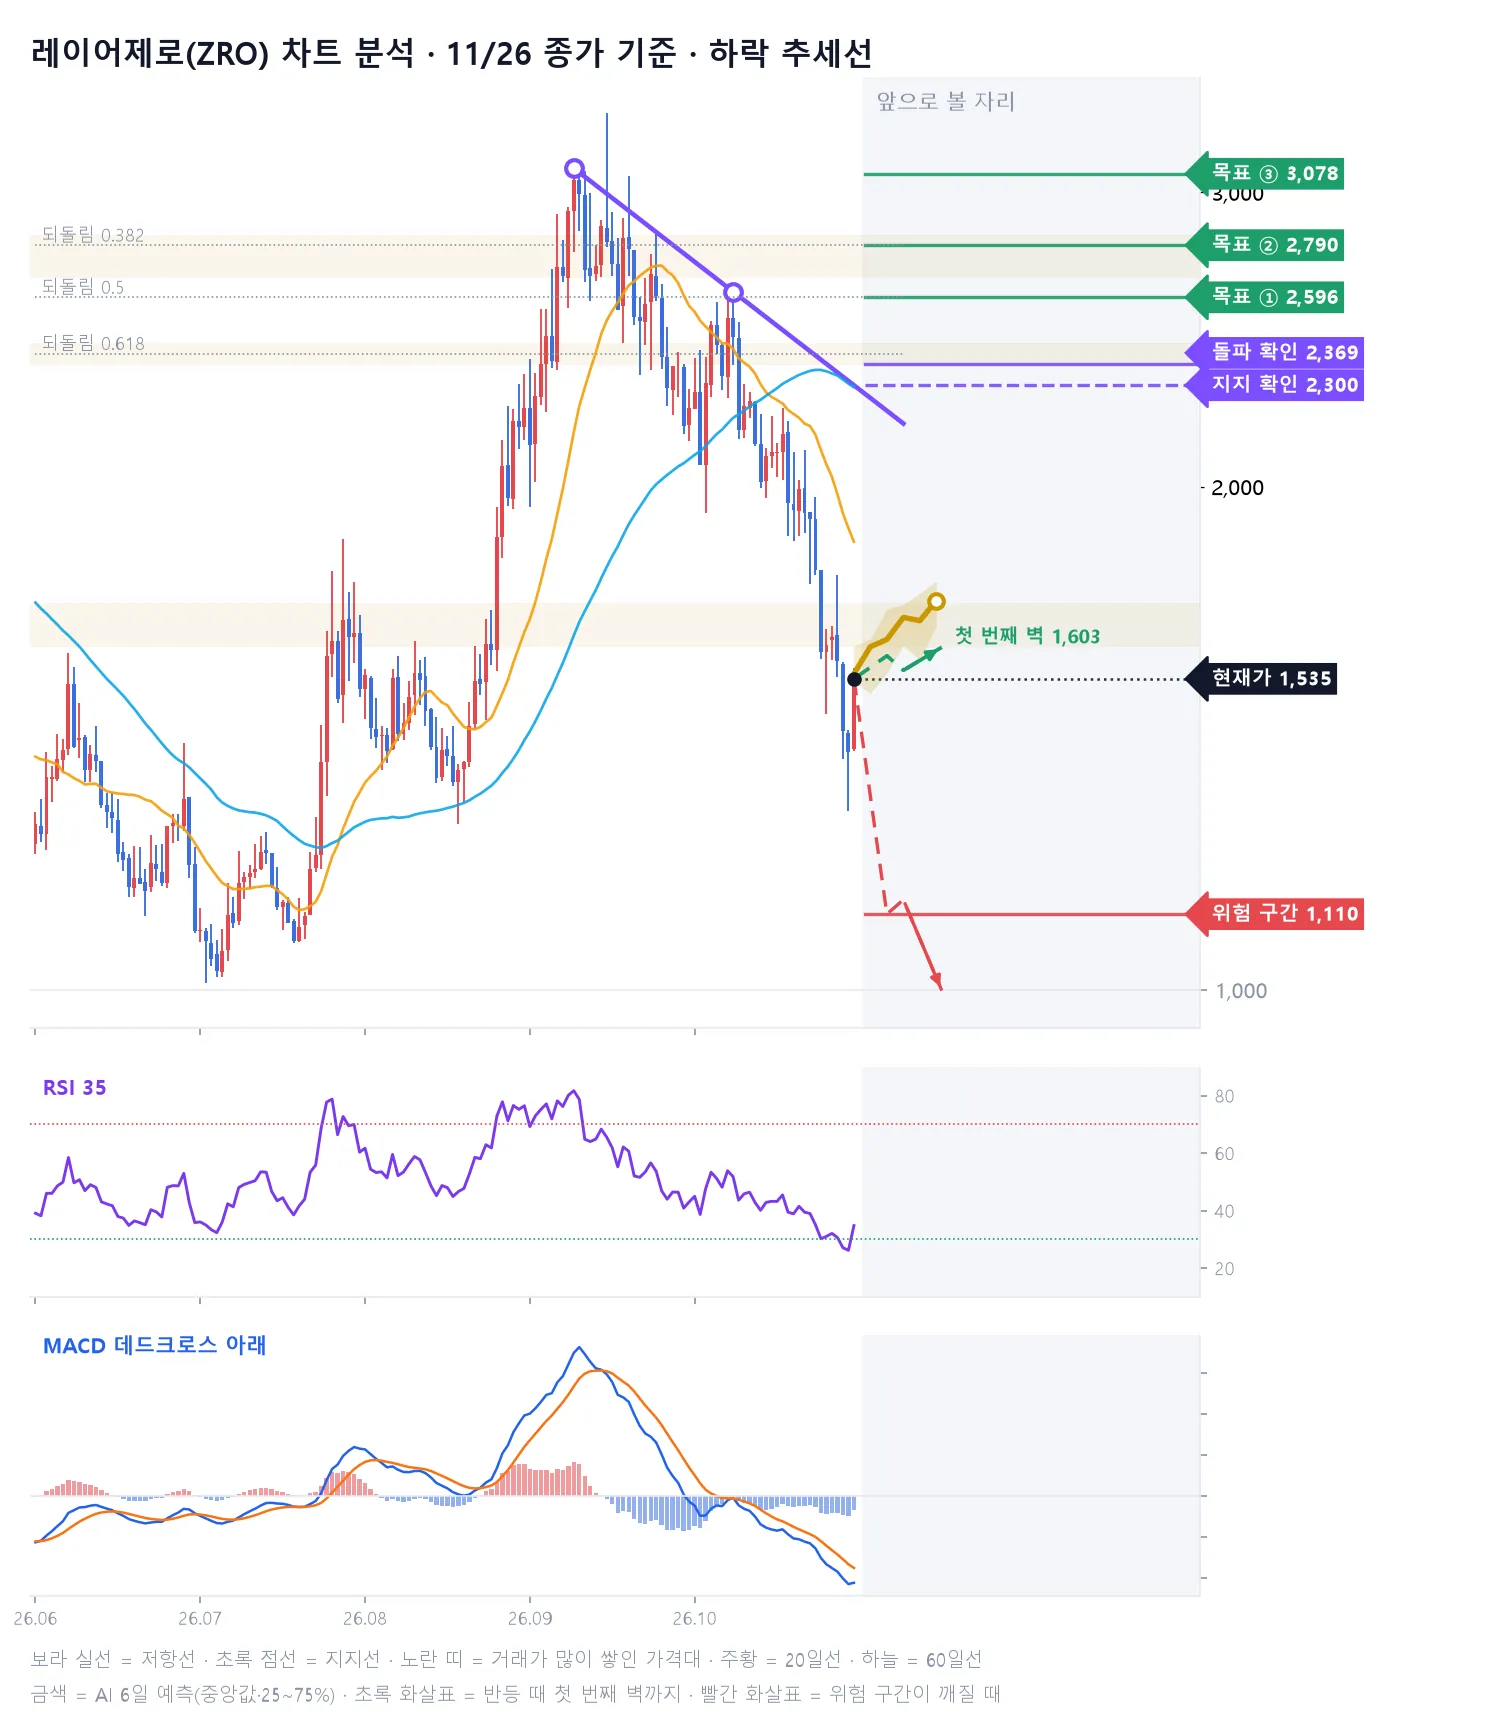 레이어제로(ZRO) 차트 분석 · 11/26 종가 기준 · 하락 추세선
앞으로 볼 자리
목표 ③ 3,078
3,000
되돌림 0.382
목표 ② 2,790
되돌림 0.5
목표 ① 2,596
되돌림 0.618
돌파 확인 2,369
지지 확인 2,300
2,000
첫 번째 벽 1,603
현재가 1,535
위험 구간 1,110
1,000
RSI 35
80
60
40
20
MACD 데드크로스 아래
26.06 26.07 26.08 26.09 26.10
보라 실선 = 저항선 · 초록 점선 = 지지선 · 노란 띠 = 거래가 많이 쌓인 가격대 · 주황 = 20일선 · 하늘 = 60일선
금색 = AI 6일 예측(중앙값·25~75%) · 초록 화살표 = 반등 때 첫 번째 벽까지 · 빨간 화살표 = 위험 구간이 깨질 때